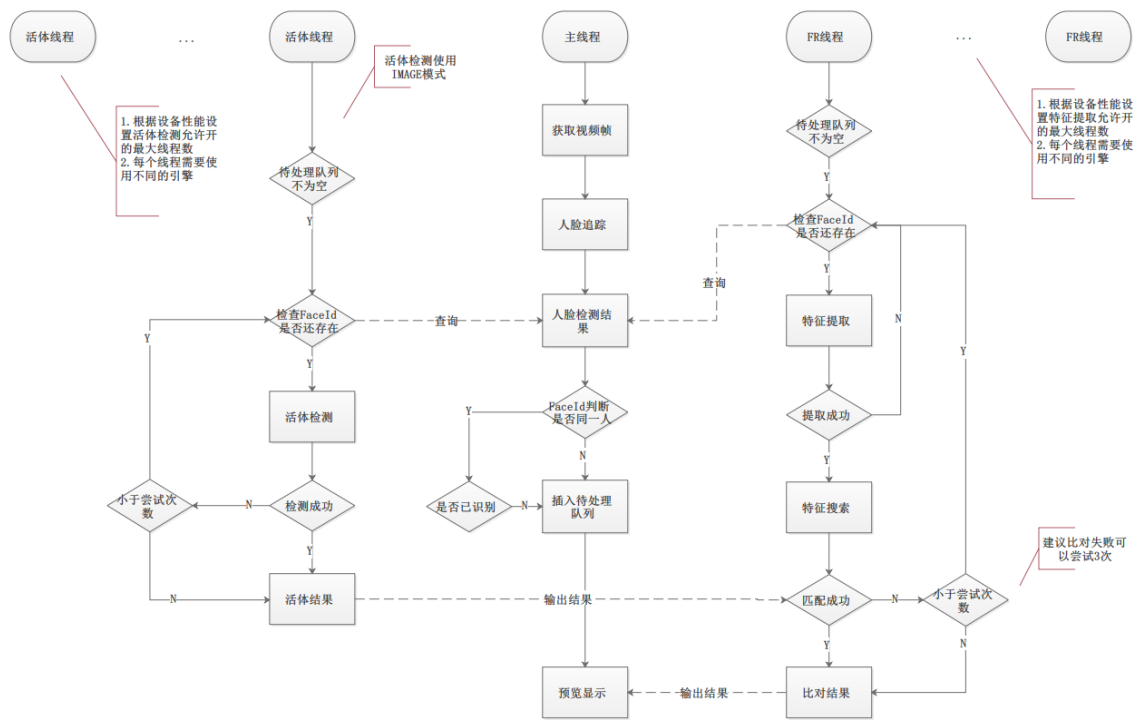 活体线程
...
活体线程
主线程
FR线程
...
FR线程
活体检测使用
IMAGE模式
1. 根据设备性能设
置活体检测允许开
的最大线程数
2. 每个线程需要使
用不同的引擎
1. 根据设备性能设
置特征提取允许开
的最大线程数
2. 每个线程需要使
用不同的引擎
获取视频帧
待处理队列
不为空
待处理队列
不为空
Y
Y
人脸追踪
检查FaceId
是否还存在
查询
Y
检查FaceId
是否还存在
查询
人脸检测结
果
特征提取
N
Y
Y
Y
活体检测
Y
FaceId判断
是否同一人
提取成功
N
Y
小于尝试次
数
N
检测成功
是否已识别
N
插入待处理
队列
特征搜索
Y
建议比对失败可
以尝试3次
N
活体结果
输出结果
匹配成功
N
小于尝试次
数
Y
N
预览显示
输出结果
比对结果